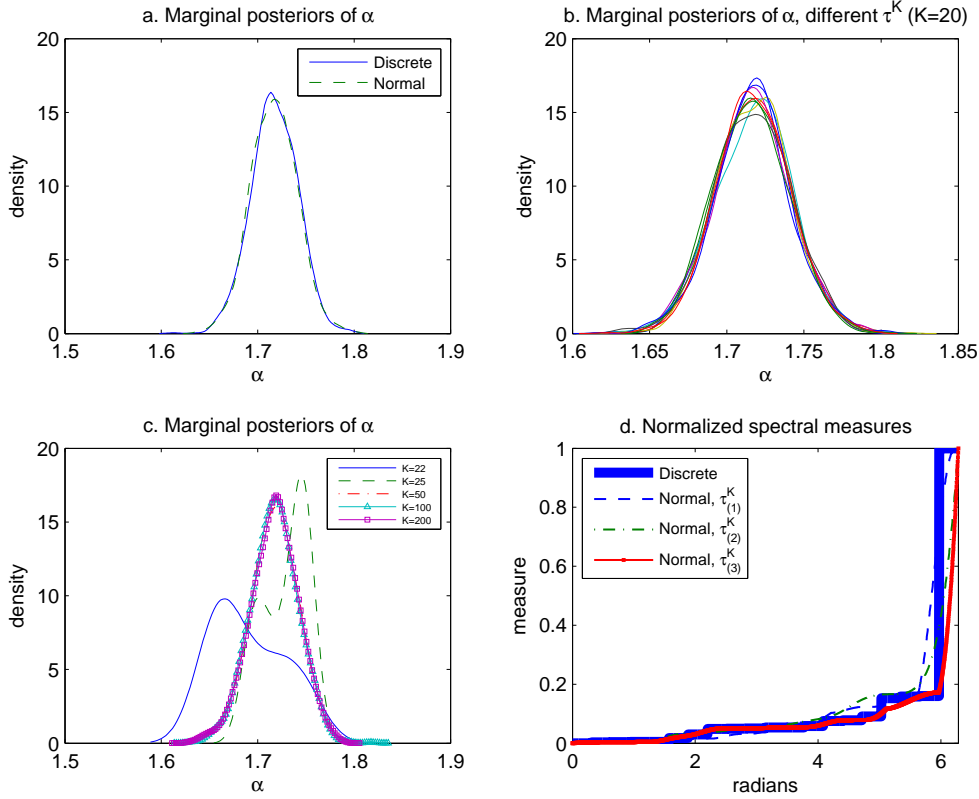 a. Marginal posteriors of α
20
15
10
5
0
1.5
1.6
1.7
1.8
1.9
density
α
Discrete
Normal
b. Marginal posteriors of α, different τ^K (K=20)
20
15
10
5
0
1.6
1.65
1.7
1.75
1.8
1.85
density
α
c. Marginal posteriors of α
20
15
10
5
0
1.5
1.6
1.7
1.8
1.9
density
α
K=22
K=25
K=50
K=100
K=200
d. Normalized spectral measures
1
0.8
0.6
0.4
0.2
0
0
2
4
6
measure
radians
Discrete
Normal, τ^K_(1)
Normal, τ^K_(2)
Normal, τ^K_(3)